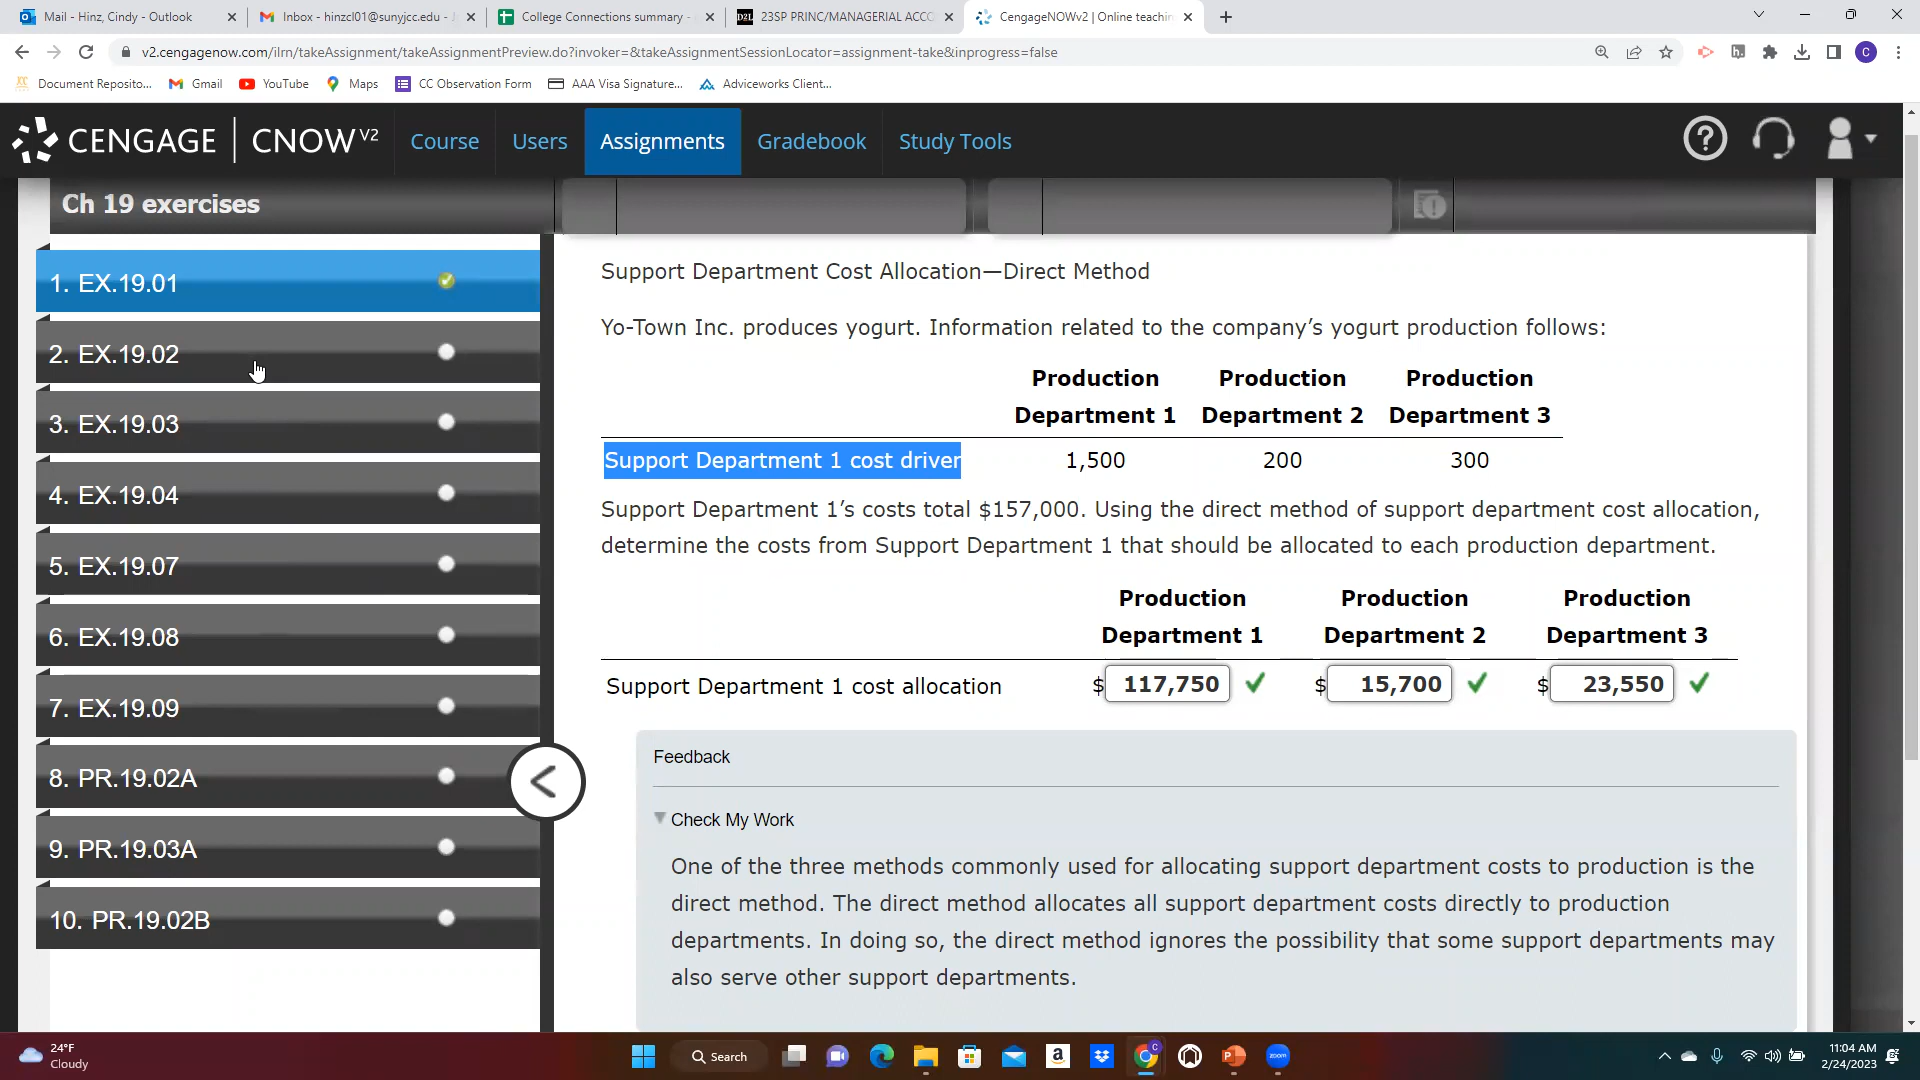 Mail - Hinz, Cindy - Outlook
Inbox - hinzcl01@sunyjcc.edu - J
College Connections summary -
D2L 23SP PRINC/MANAGERIAL ACCO
CengageNOWv2 | Online teachin
v2.cengagenow.com/ilrn/takeAssignment/takeAssignmentPreview.do?invoker=&takeAssignmentSessionLocator=assignment-take&inprogress=false
C
Document Reposito...
Gmail
YouTube
Maps
CC Observation Form
AAA Visa Signature...
Adviceworks Client...
CENGAGE | CNOWV2
Course
Users
Assignments
Gradebook
Study Tools
Ch 19 exercises
1. EX.19.01
2. EX.19.02
3. EX.19.03
4. EX.19.04
5. EX.19.07
6. EX.19.08
7. EX.19.09
8. PR.19.02A
9. PR.19.03A
10. PR.19.02B
Support Department Cost Allocation—Direct Method
Yo-Town Inc. produces yogurt. Information related to the company's yogurt production follows:
Production Production Production
Department 1 Department 2 Department 3
Support Department 1 cost driver 1,500 200 300
Support Department 1's costs total $157,000. Using the direct method of support department cost allocation,
determine the costs from Support Department 1 that should be allocated to each production department.
Production Production Production
Department 1 Department 2 Department 3
Support Department 1 cost allocation $ 117,750 $ 15,700 $ 23,550
Feedback
Check My Work
One of the three methods commonly used for allocating support department costs to production is the
direct method. The direct method allocates all support department costs directly to production
departments. In doing so, the direct method ignores the possibility that some support departments may
also serve other support departments.
24°F
Cloudy
Search
zoom
11:04 AM
2/24/2023